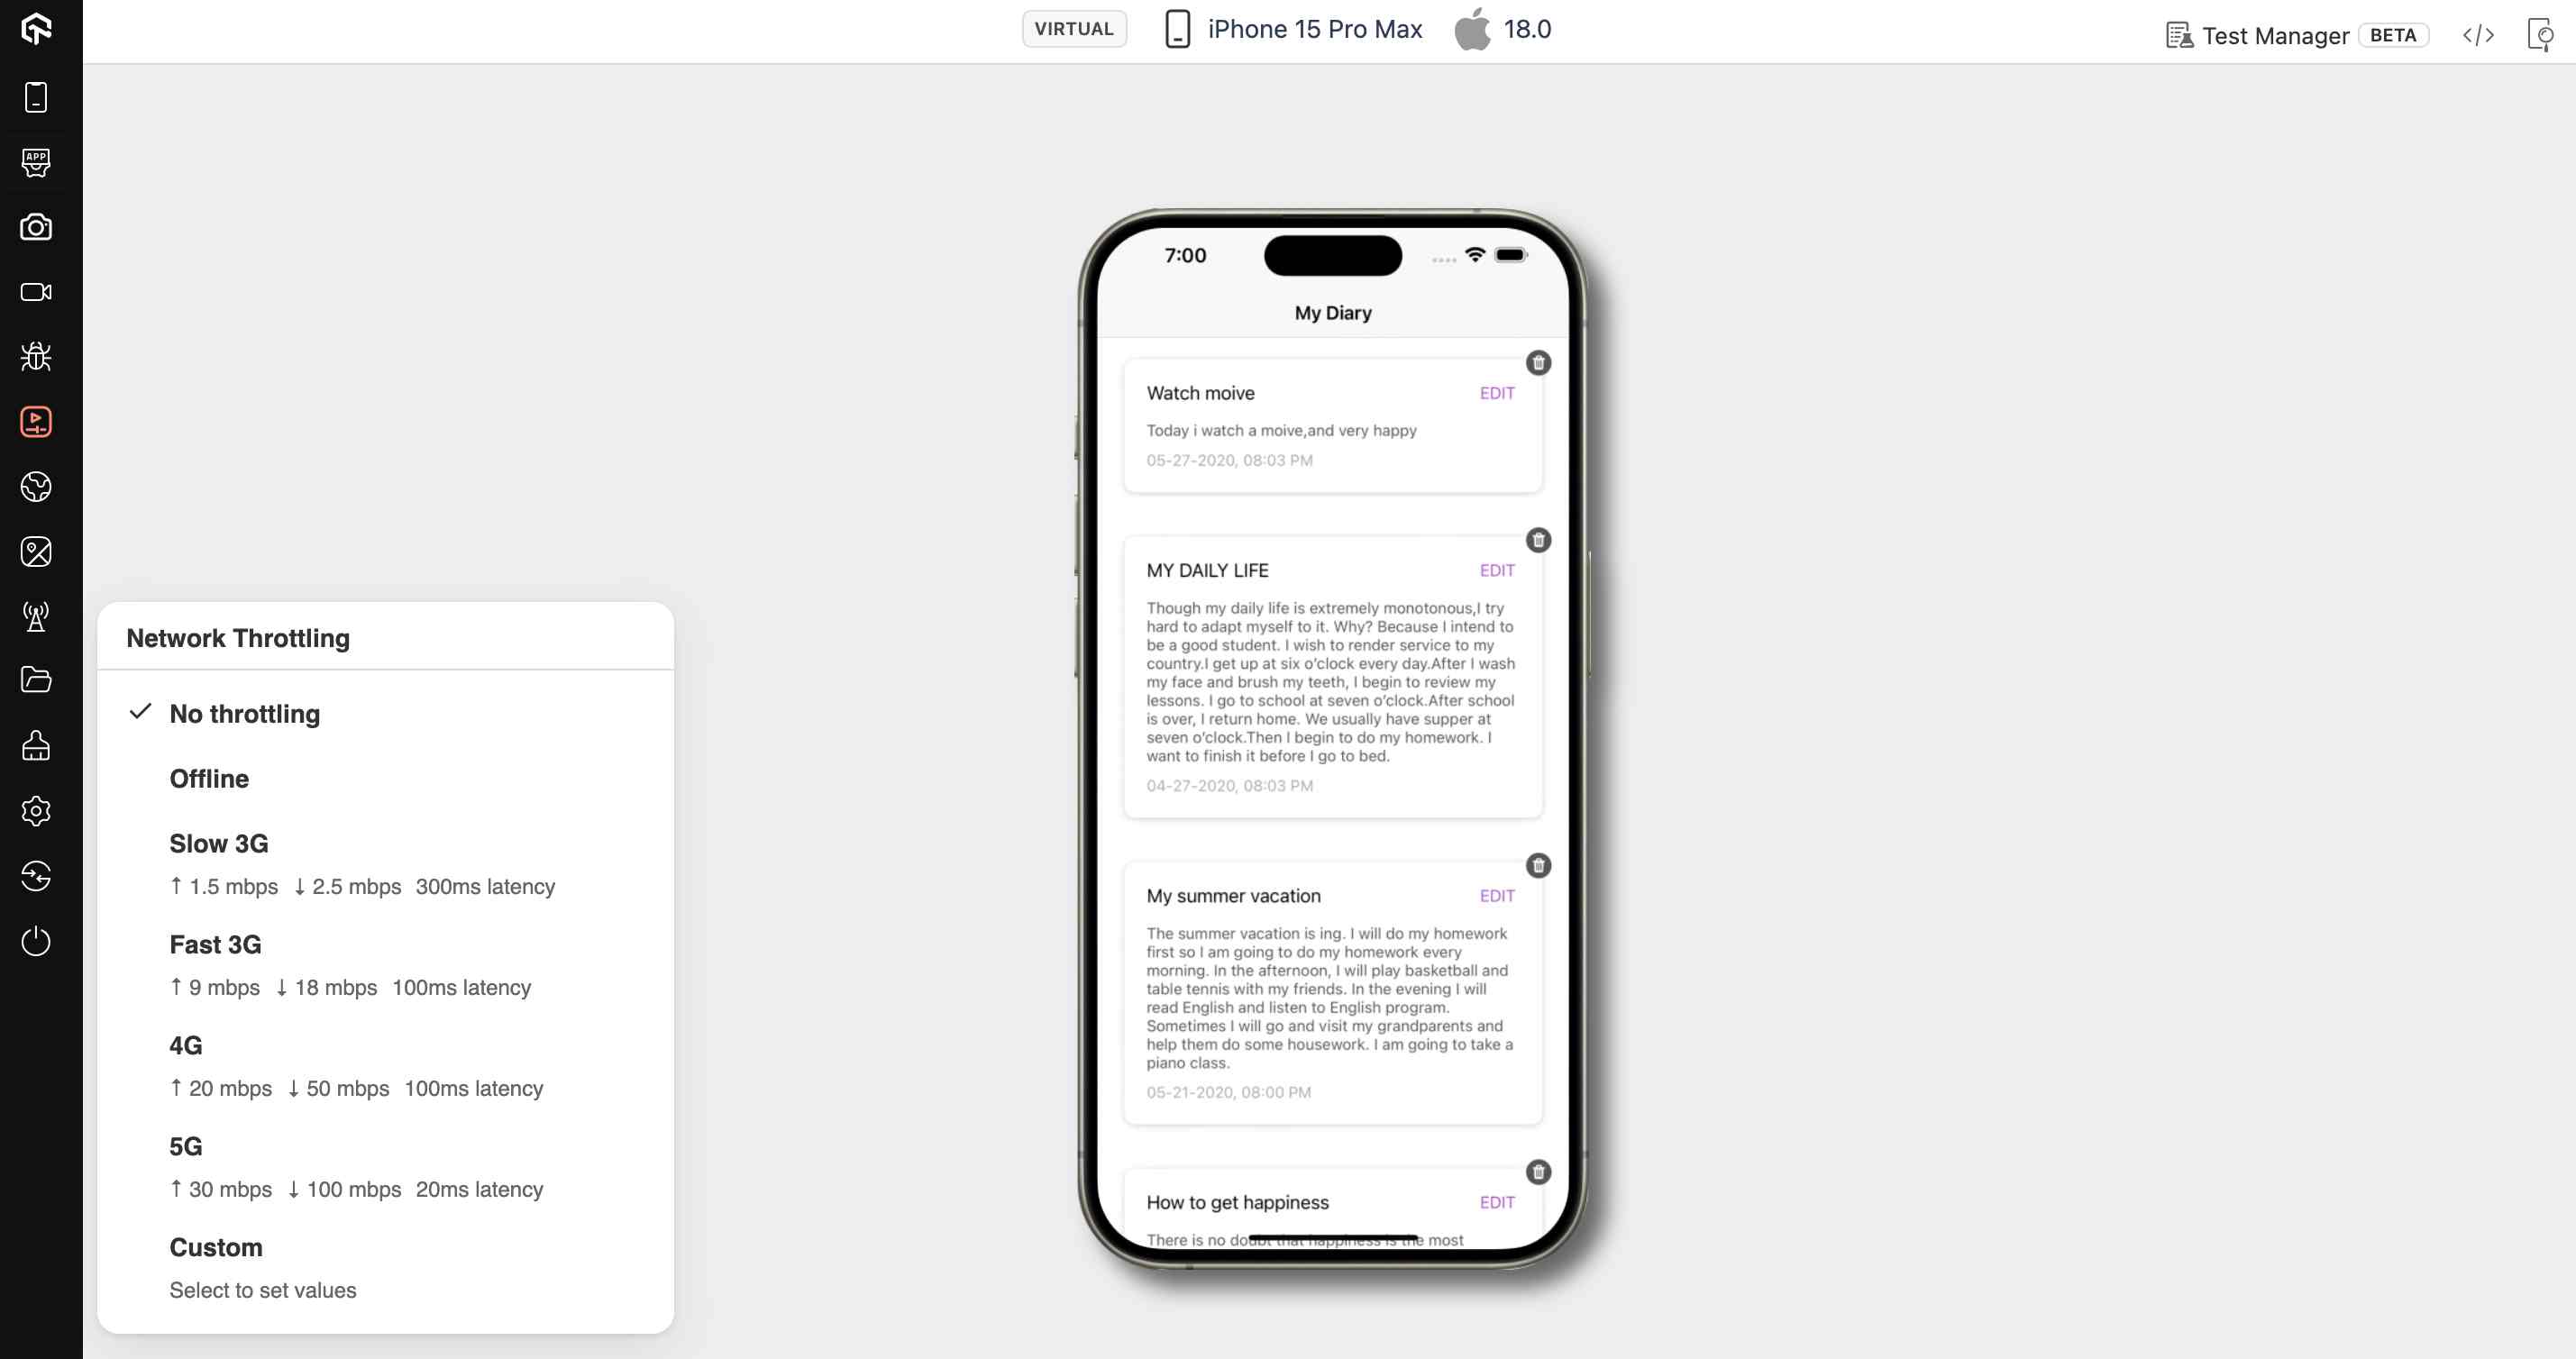 VIRTUAL
iPhone 15 Pro Max
18.0
Test Manager BETA
</>
APP
7:00
My Diary
Watch moive
EDIT
Today i watch a moive,and very happy
05-27-2020, 08:03 PM
MY DAILY LIFE
EDIT
Though my daily life is extremely monotonous,I try
hard to adapt myself to it. Why? Because I intend to
be a good student. I wish to render service to my
country.I get up at six o'clock every day.After I wash
my face and brush my teeth, I begin to review my
lessons. I go to school at seven o'clock.After school
is over, I return home. We usually have supper at
seven o'clock.Then I begin to do my homework. I
want to finish it before I go to bed.
04-27-2020, 08:03 PM
My summer vacation
EDIT
The summer vacation is ing. I will do my homework
first so I am going to do my homework every
morning. In the afternoon, I will play basketball and
table tennis with my friends. In the evening I will
read English and listen to English program.
Sometimes I will go and visit my grandparents and
help them do some housework. I am going to take a
piano class.
05-21-2020, 08:00 PM
How to get happiness
EDIT
There is no doubt that happiness is the most
Network Throttling
No throttling
Offline
Slow 3G
↑ 1.5 mbps ↓ 2.5 mbps 300ms latency
Fast 3G
↑ 9 mbps ↓ 18 mbps 100ms latency
4G
↑ 20 mbps ↓ 50 mbps 100ms latency
5G
↑ 30 mbps ↓ 100 mbps 20ms latency
Custom
Select to set values